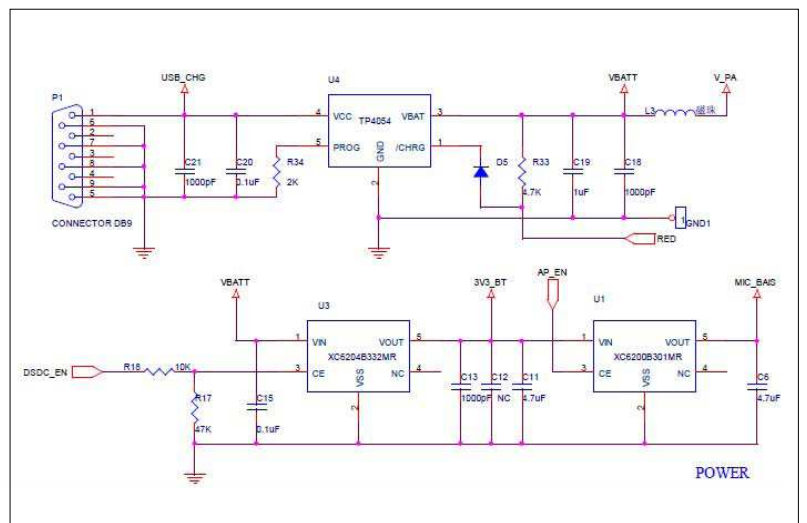 USB_CHG
U4
VBATT
V_PA
P1
L3 磁珠
1
6
2
7
3
8
4
9
5
4 VCC
TP4054
VBAT 3
5 PROG
GND
/CHRG 1
2
C21
1000pF
C20
0.1uF
R34
2K
D5
R33
4.7K
C19
1uF
C18
1000pF
CONNECTOR DB9
1 GND1
RED
VBATT
3V3_BT
AP_EN
MIC_BAIS
U3
U1
1 VIN
VOUT 5
XC6204B332MR
3 CE
VSS
NC 4
2
1 VIN
VOUT 5
XC6200B301MR
3 CE
VSS
NC 4
2
DSDC_EN
R18 10K
R17
47K
C15
0.1uF
C13
1000pF
C12
NC
C11
4.7uF
C6
4.7uF
POWER